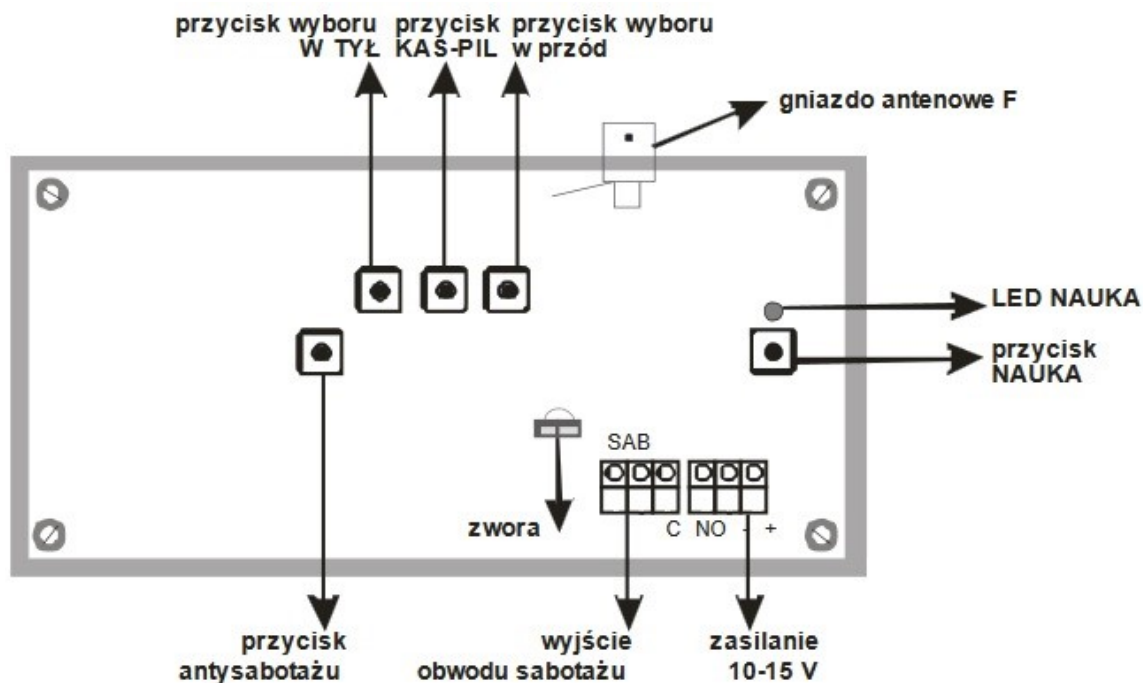 przycisk wyboru przycisk przycisk wyboru
W TYŁ KAS-PIL w przód
gniazdo antenowe F
LED NAUKA
przycisk
NAUKA
SAB
zwora
C NO - +
przycisk
antysabotażu
wyjście
obwodu sabotażu
zasilanie
10-15 V